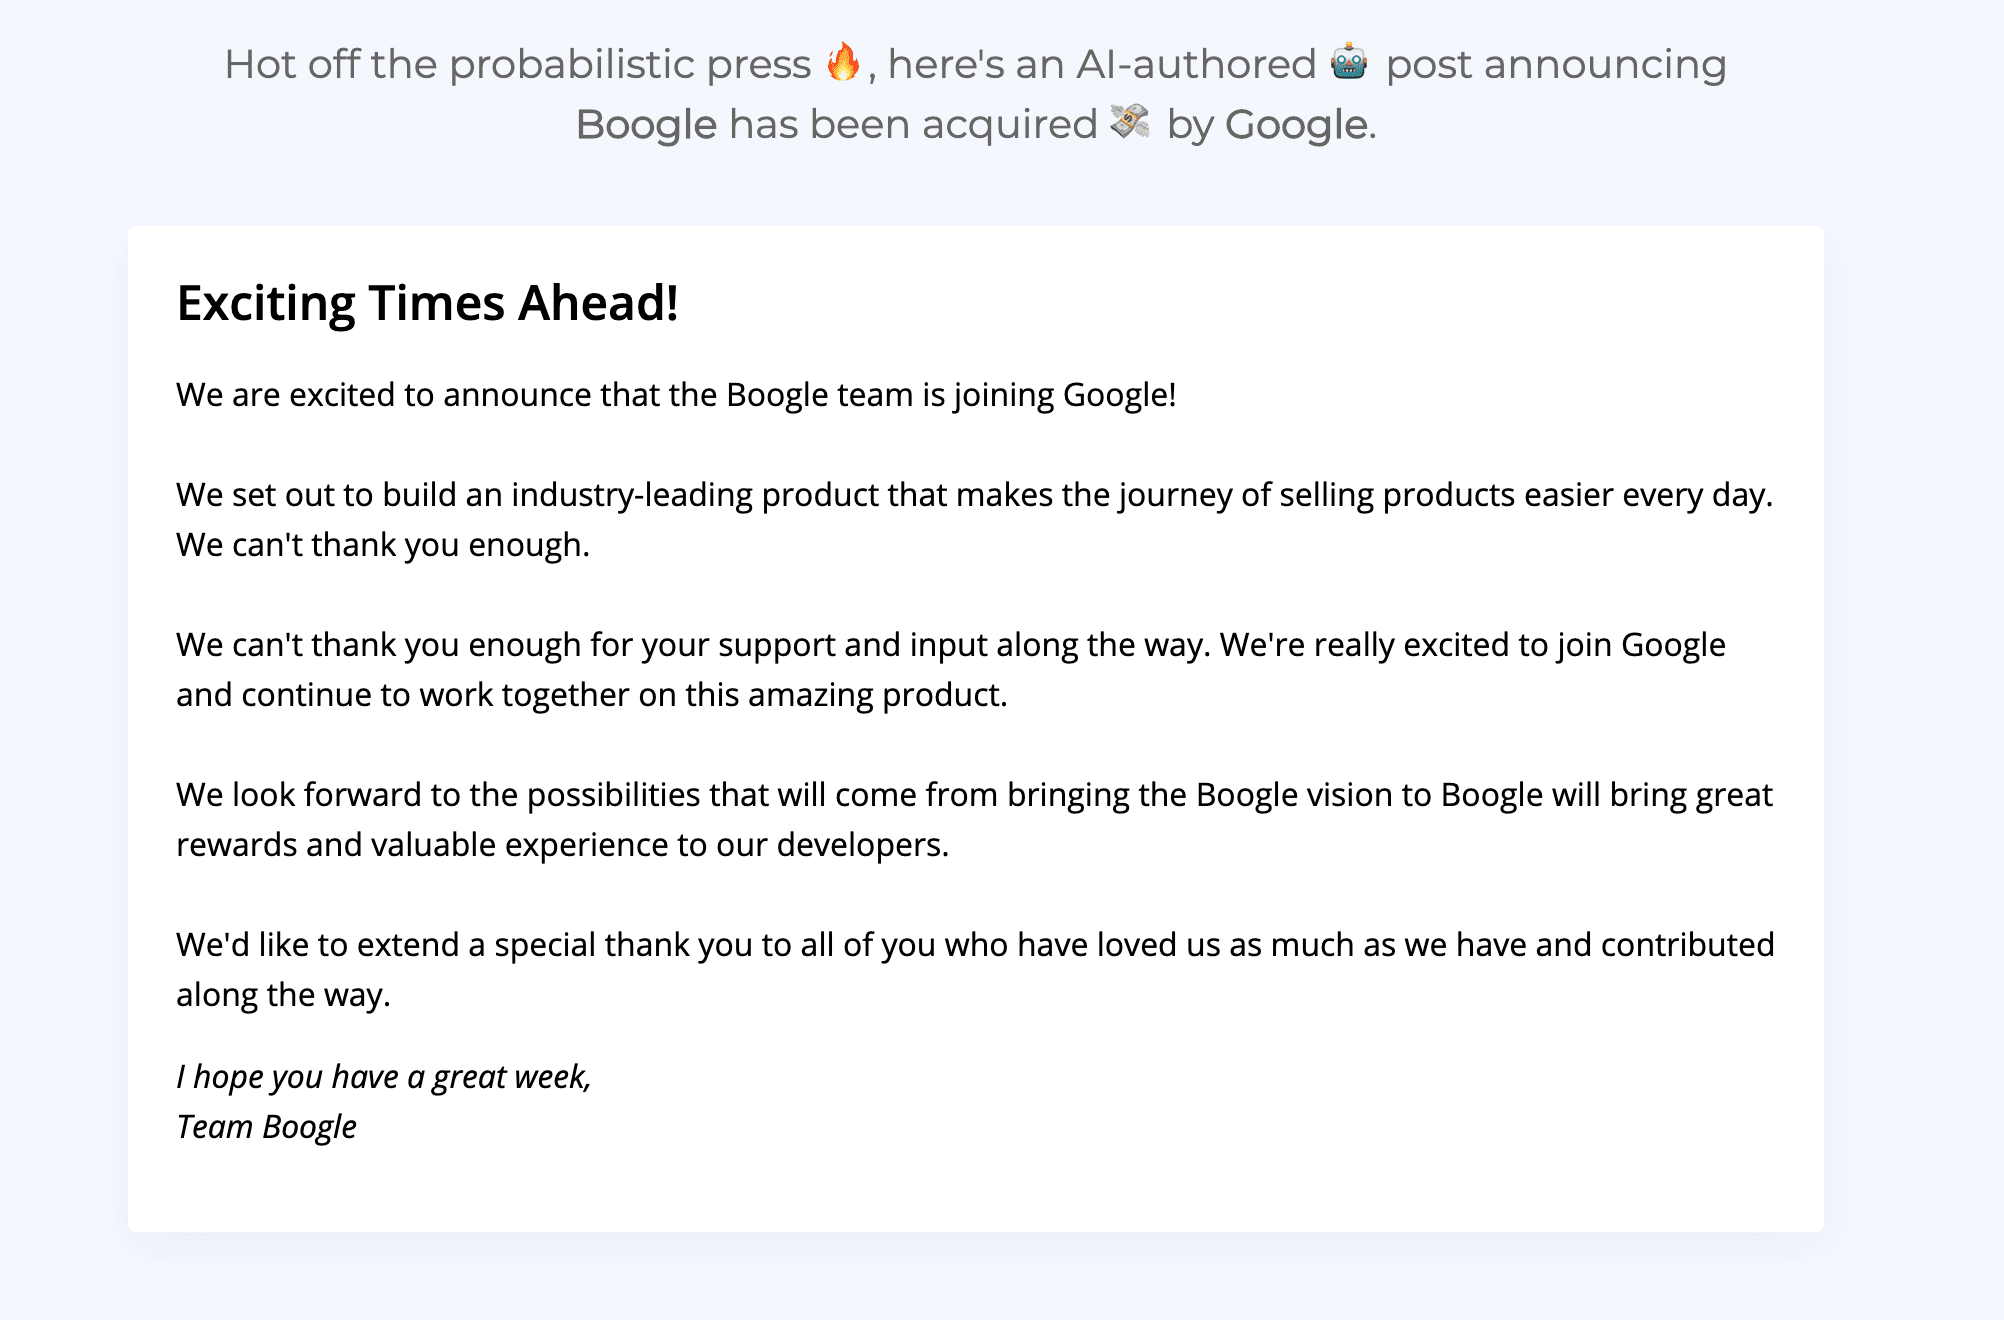 Hot off the probabilistic press 🔥, here's an AI-authored 🤖 post announcing
Boogle has been acquired 💸 by Google.
Exciting Times Ahead!
We are excited to announce that the Boogle team is joining Google!
We set out to build an industry-leading product that makes the journey of selling products easier every day.
We can't thank you enough.
We can't thank you enough for your support and input along the way. We're really excited to join Google
and continue to work together on this amazing product.
We look forward to the possibilities that will come from bringing the Boogle vision to Boogle will bring great
rewards and valuable experience to our developers.
We'd like to extend a special thank you to all of you who have loved us as much as we have and contributed
along the way.
I hope you have a great week,
Team Boogle